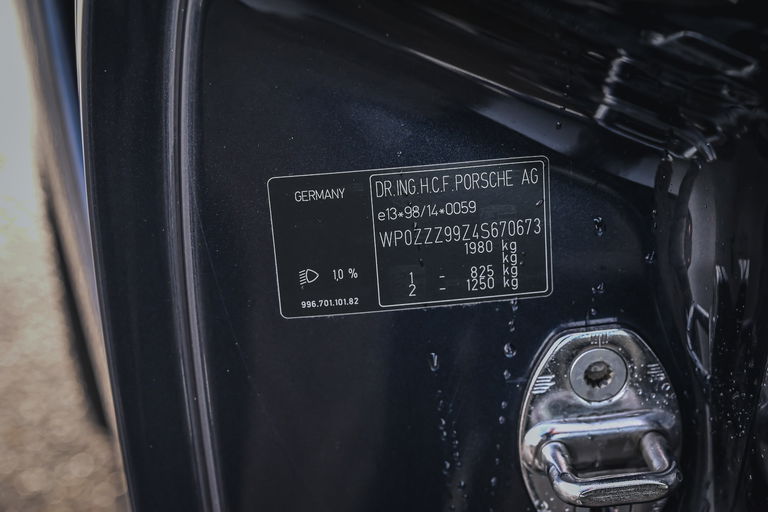 GERMANY
1,0 %
996.701.101.82
DR.ING.H.C.F.PORSCHE AG
e13*98/14*0059
WP0ZZZ99Z4S670673
1980 kg
kg
1 - 825 kg
2 - 1250 kg